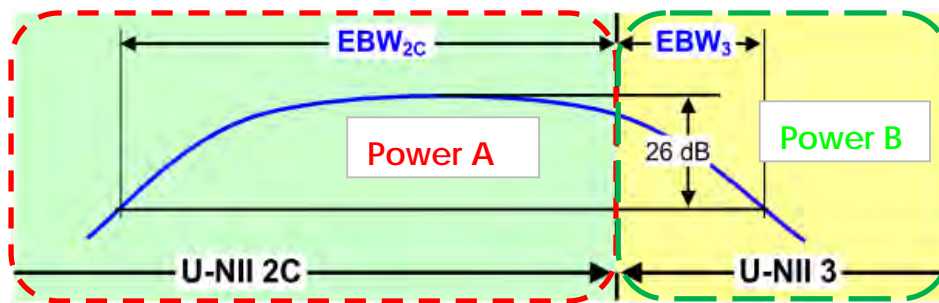 EBW2C
EBW3
Power A
26 dB
Power B
U-NII 2C
U-NII 3